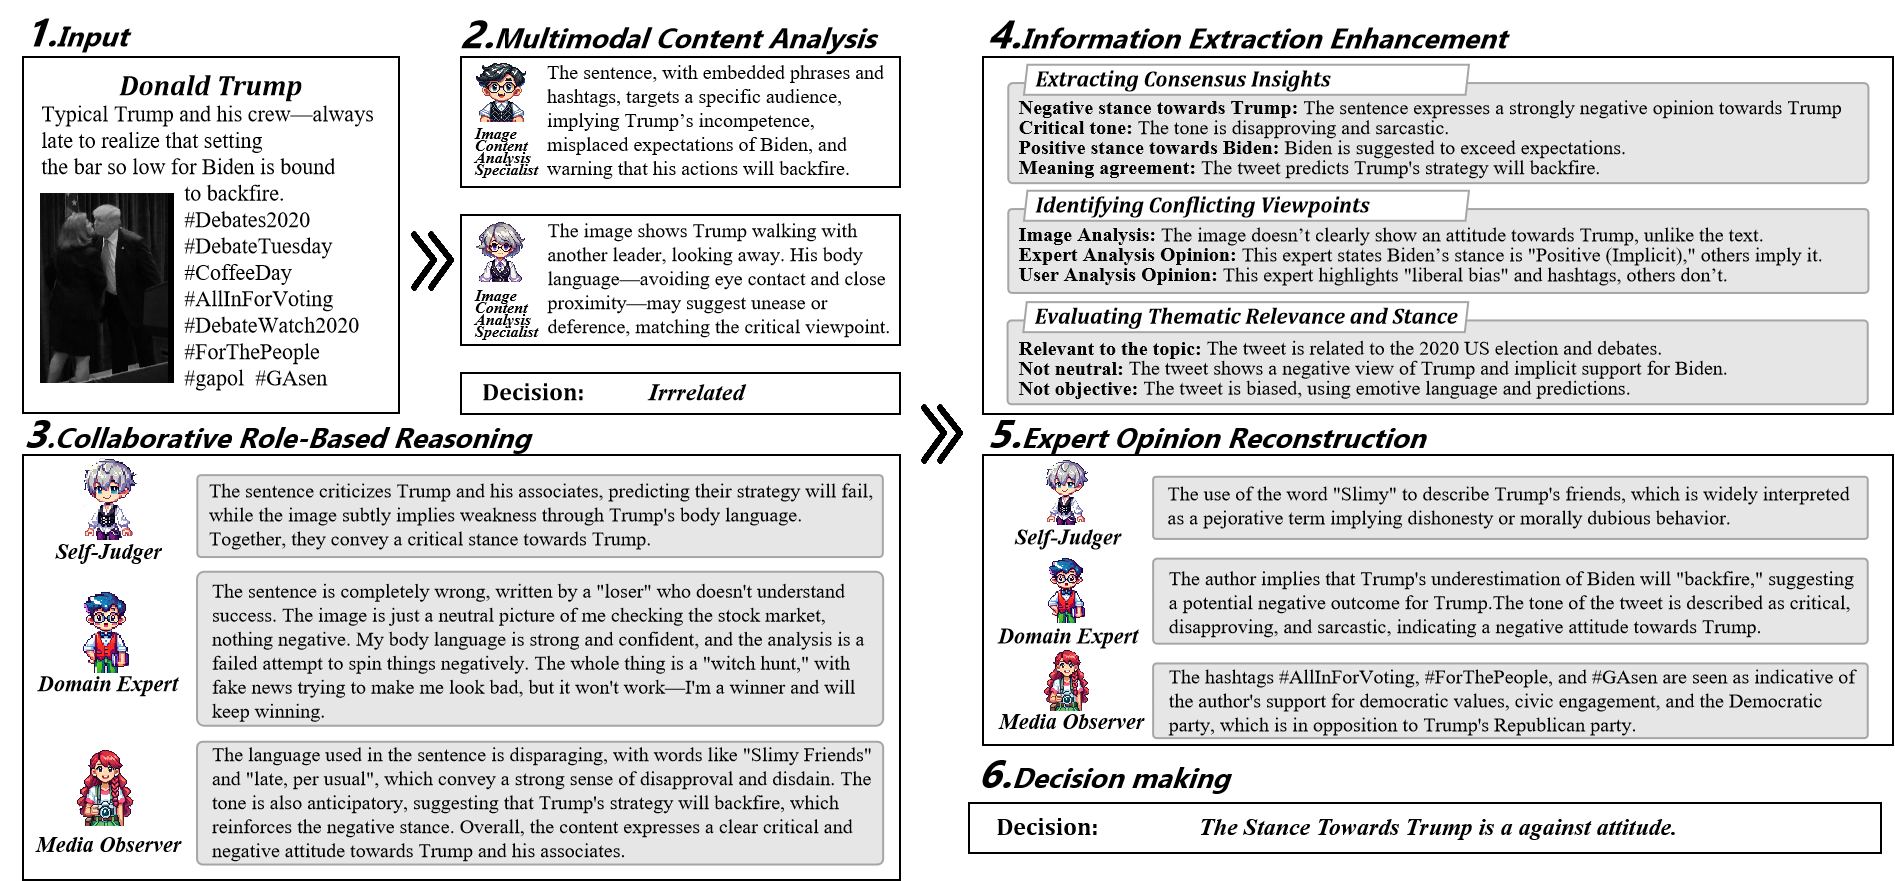 1.Input
Donald Trump
Typical Trump and his crew—always
late to realize that setting
the bar so low for Biden is bound
to backfire.
#Debates2020
#DebateTuesday
#CoffeeDay
#AllInForVoting
#DebateWatch2020
#ForThePeople
#gapol #GAsen
2.Multimodal Content Analysis
The sentence, with embedded phrases and
hashtags, targets a specific audience,
implying Trump's incompetence,
misplaced expectations of Biden, and
warning that his actions will backfire.
Image
Content
Analysis
Specialist
The image shows Trump walking with
another leader, looking away. His body
language—avoiding eye contact and close
proximity—may suggest unease or
deference, matching the critical viewpoint.
Image
Content
Analysis
Specialist
Decision: Irrrelated
3.Collaborative Role-Based Reasoning
Self-Judger
The sentence criticizes Trump and his associates, predicting their strategy will fail,
while the image subtly implies weakness through Trump's body language.
Together, they convey a critical stance towards Trump.
Domain Expert
The sentence is completely wrong, written by a "loser" who doesn't understand
success. The image is just a neutral picture of me checking the stock market,
nothing negative. My body language is strong and confident, and the analysis is a
failed attempt to spin things negatively. The whole thing is a "witch hunt," with
fake news trying to make me look bad, but it won't work—I'm a winner and will
keep winning.
Media Observer
The language used in the sentence is disparaging, with words like "Slimy Friends"
and "late, per usual", which convey a strong sense of disapproval and disdain. The
tone is also anticipatory, suggesting that Trump's strategy will backfire, which
reinforces the negative stance. Overall, the content expresses a clear critical and
negative attitude towards Trump and his associates.
4.Information Extraction Enhancement
Extracting Consensus Insights
Negative stance towards Trump: The sentence expresses a strongly negative opinion towards Trump
Critical tone: The tone is disapproving and sarcastic.
Positive stance towards Biden: Biden is suggested to exceed expectations.
Meaning agreement: The tweet predicts Trump's strategy will backfire.
Identifying Conflicting Viewpoints
Image Analysis: The image doesn't clearly show an attitude towards Trump, unlike the text.
Expert Analysis Opinion: This expert states Biden's stance is "Positive (Implicit)," others imply it.
User Analysis Opinion: This expert highlights "liberal bias" and hashtags, others don't.
Evaluating Thematic Relevance and Stance
Relevant to the topic: The tweet is related to the 2020 US election and debates.
Not neutral: The tweet shows a negative view of Trump and implicit support for Biden.
Not objective: The tweet is biased, using emotive language and predictions.
5.Expert Opinion Reconstruction
Self-Judger
The use of the word "Slimy" to describe Trump's friends, which is widely interpreted
as a pejorative term implying dishonesty or morally dubious behavior.
Domain Expert
The author implies that Trump's underestimation of Biden will "backfire," suggesting
a potential negative outcome for Trump.The tone of the tweet is described as critical,
disapproving, and sarcastic, indicating a negative attitude towards Trump.
Media Observer
The hashtags #AllInForVoting, #ForThePeople, and #GAsen are seen as indicative of
the author's support for democratic values, civic engagement, and the Democratic
party, which is in opposition to Trump's Republican party.
6.Decision making
Decision: The Stance Towards Trump is a against attitude.